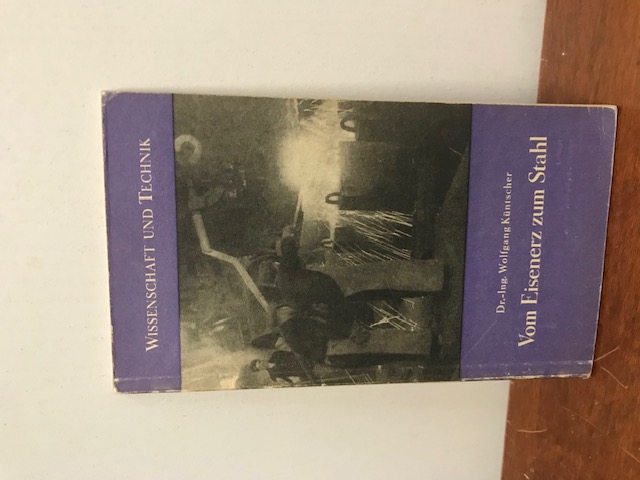 WISSENSCHAFT UND TECHNIK
Dr.-Ing. Wolfgang Küntscher
Vom Eisenerz zum Stahl